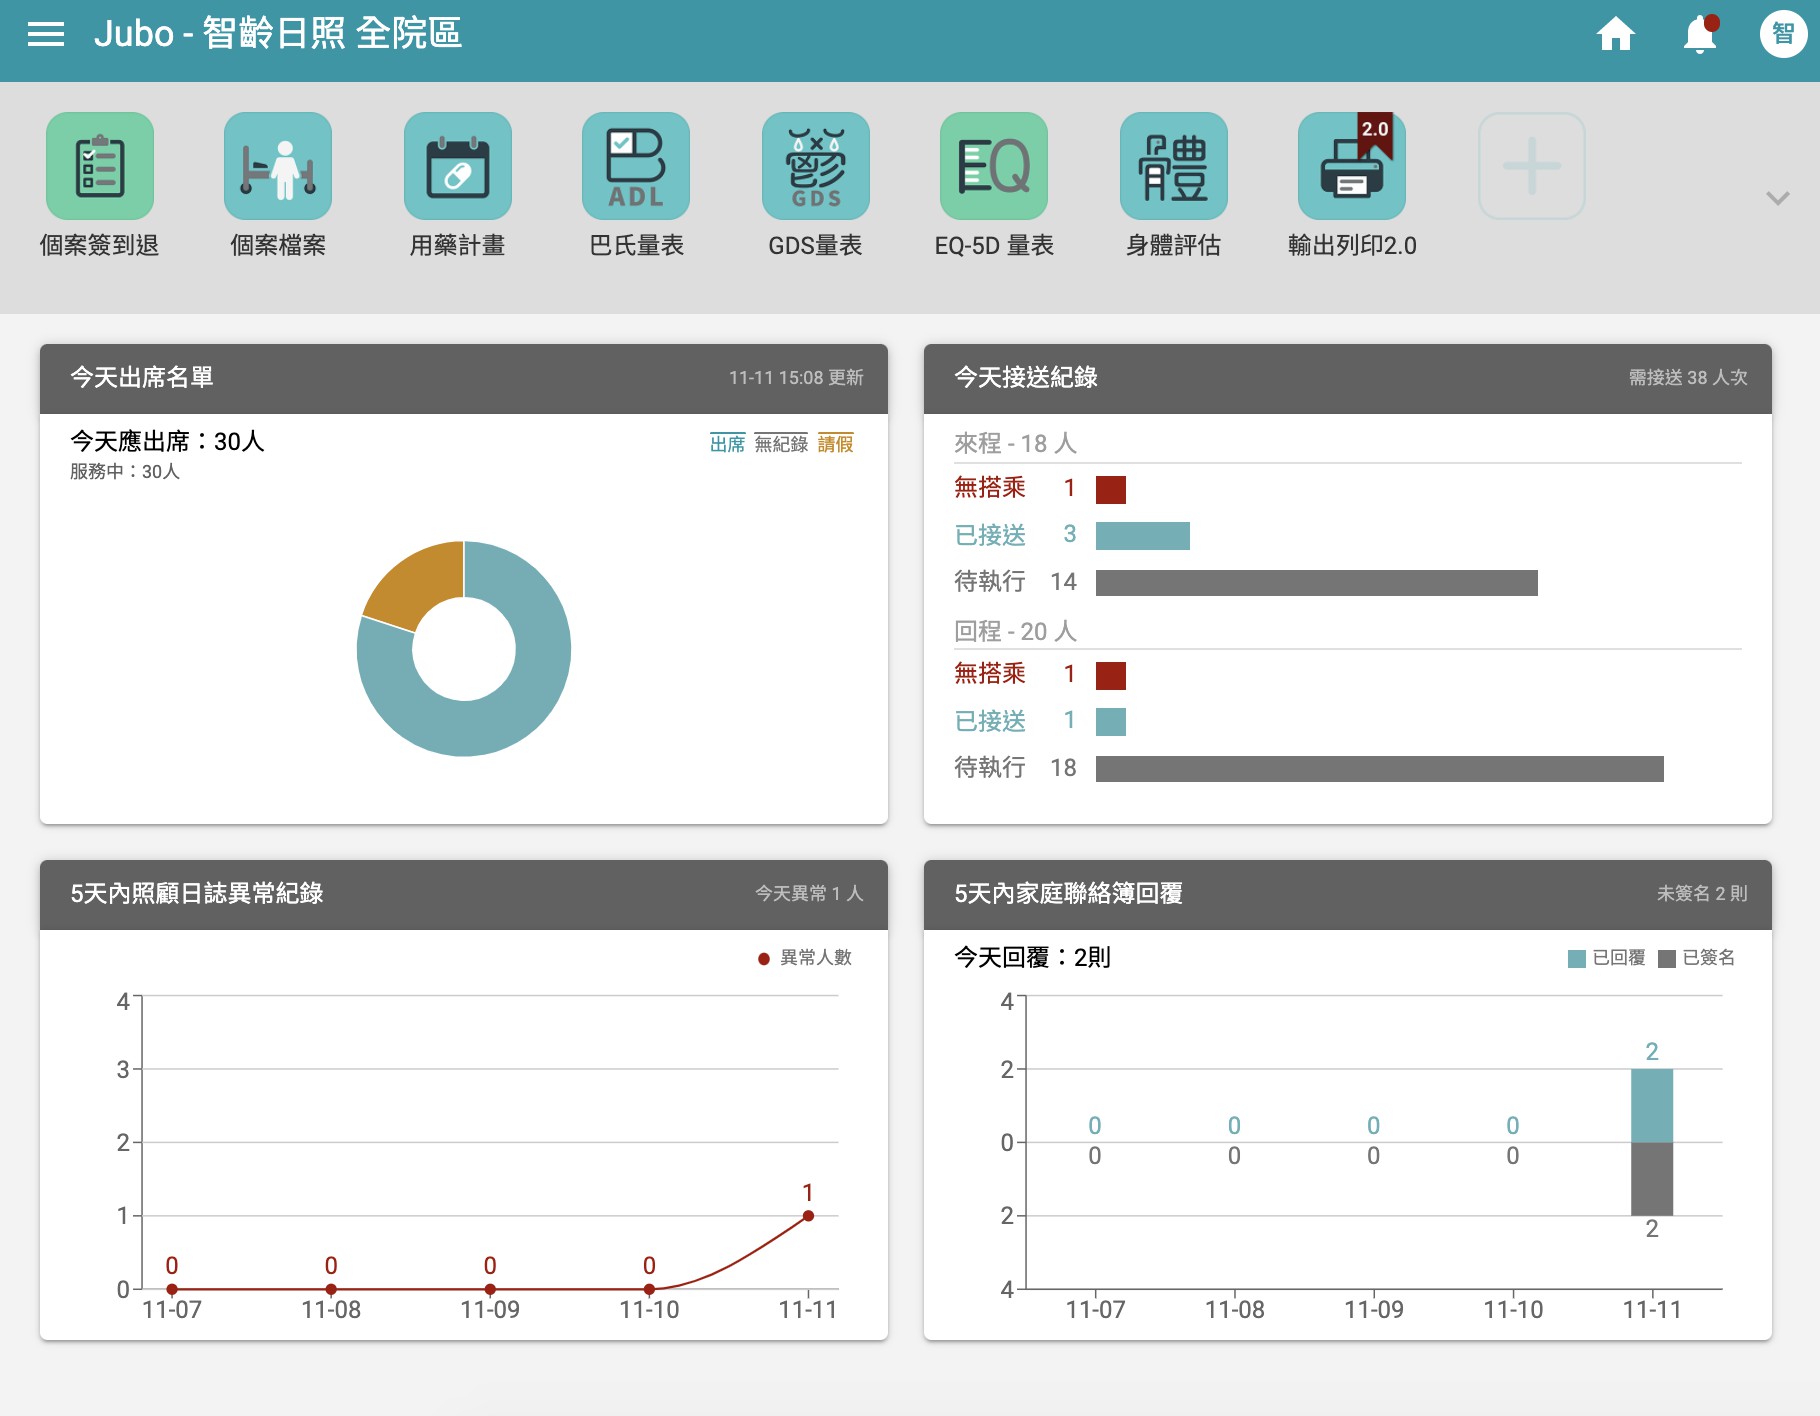 Jubo - 智齡日照 全院區
智
個案簽到退
個案檔案
用藥計畫
ADL
巴氏量表
鬱
GDS
GDS量表
EQ
EQ-5D 量表
體
身體評估
2.0
輸出列印2.0
今天出席名單
11-11 15:08 更新
今天應出席：30人
服務中：30人
出席 無紀錄 請假
今天接送紀錄
需接送 38 人次
來程 - 18 人
無搭乘 1
已接送 3
待執行 14
回程 - 20 人
無搭乘 1
已接送 1
待執行 18
5天內照顧日誌異常紀錄
今天異常 1 人
異常人數
4
3
2
1
0
0 0 0 0 1
11-07 11-08 11-09 11-10 11-11
5天內家庭聯絡簿回覆
未簽名 2 則
今天回覆：2則
已回覆 已簽名
4
2
0
2
4
0 0 0 0 2
0 0 0 0 2
11-07 11-08 11-09 11-10 11-11